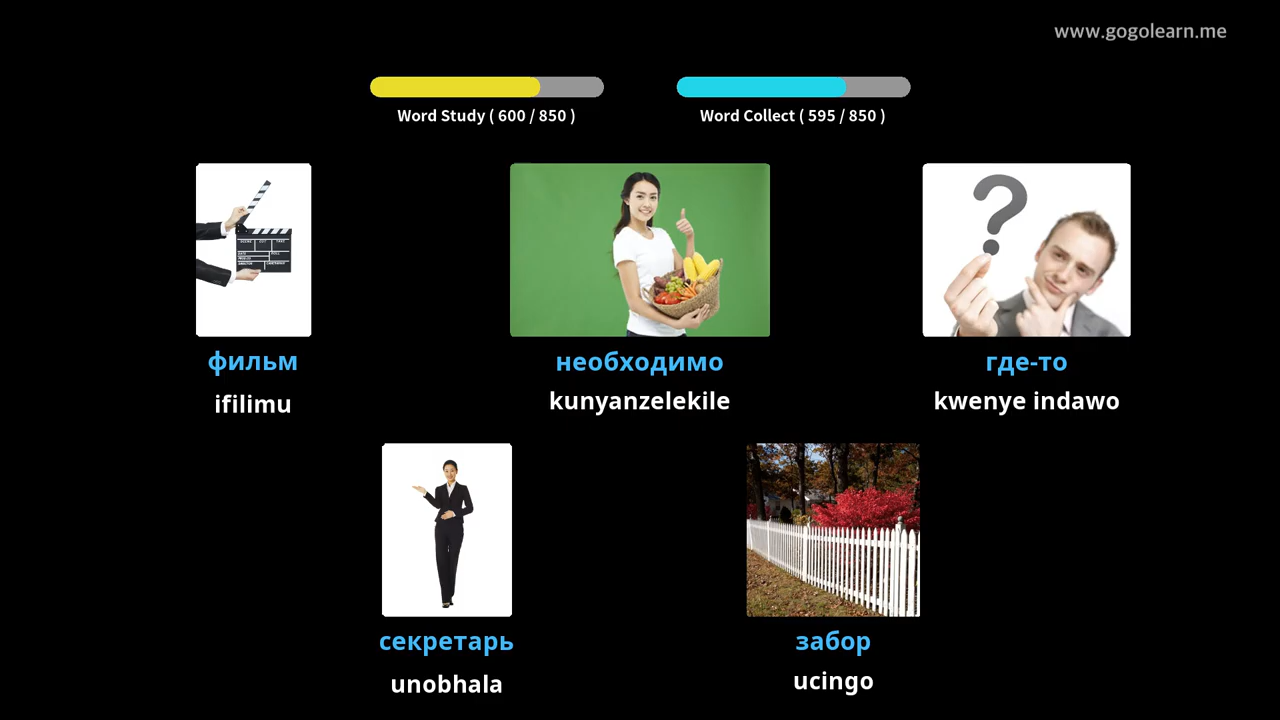 www.gogolearn.me
Word Study ( 600 / 850 )
Word Collect ( 595 / 850 )
фильм
ifilimu
необходимо
kunyanzelekile
где-то
kwenye indawo
секретарь
unobhala
забор
ucingo